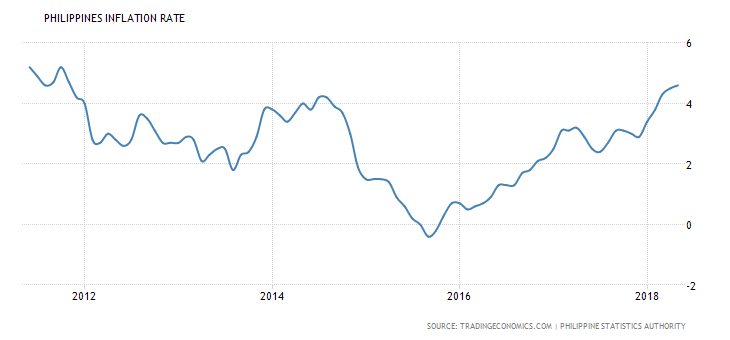 PHILIPPINES INFLATION RATE
6
4
2
0
-2
2012 2014 2016 2018
SOURCE: TRADINGECONOMICS.COM | PHILIPPINE STATISTICS AUTHORITY